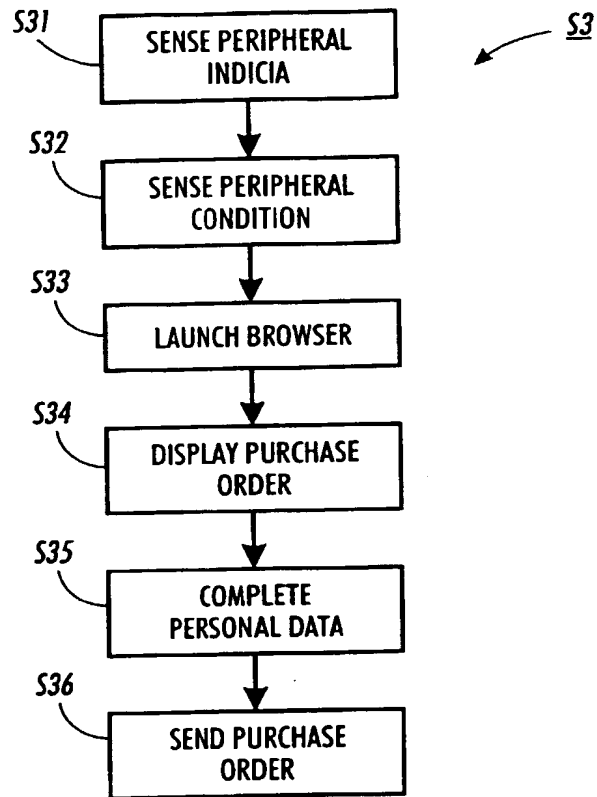 S31
SENSE PERIPHERAL
INDICIA
S3
S32
SENSE PERIPHERAL
CONDITION
S33
LAUNCH BROWSER
S34
DISPLAY PURCHASE
ORDER
S35
COMPLETE
PERSONAL DATA
S36
SEND PURCHASE
ORDER